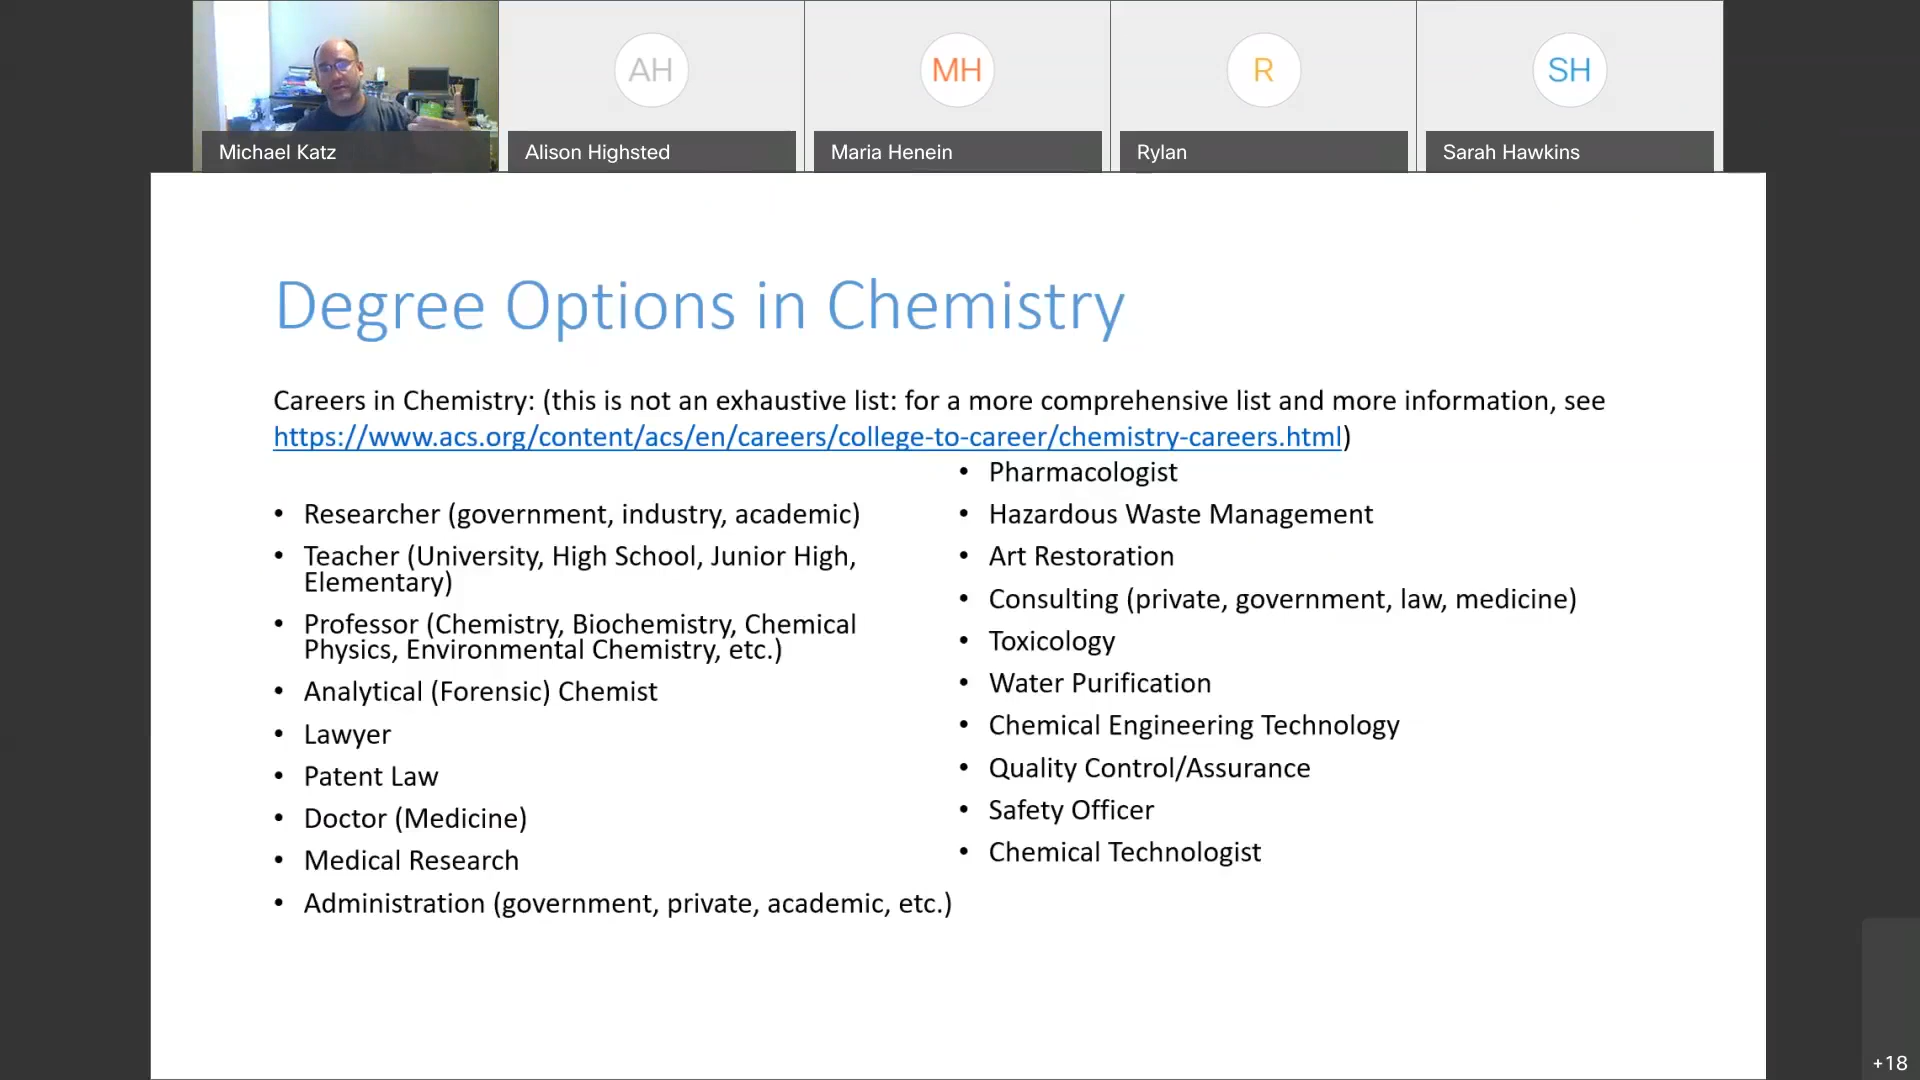 AH
MH
R
SH
Michael Katz
Alison Highsted
Maria Henein
Rylan
Sarah Hawkins
Degree Options in Chemistry
Careers in Chemistry: (this is not an exhaustive list: for a more comprehensive list and more information, see
https://www.acs.org/content/acs/en/careers/college-to-career/chemistry-careers.html)
• Researcher (government, industry, academic)
• Teacher (University, High School, Junior High,
Elementary)
• Professor (Chemistry, Biochemistry, Chemical
Physics, Environmental Chemistry, etc.)
• Analytical (Forensic) Chemist
• Lawyer
• Patent Law
• Doctor (Medicine)
• Medical Research
• Administration (government, private, academic, etc.)
• Pharmacologist
• Hazardous Waste Management
• Art Restoration
• Consulting (private, government, law, medicine)
• Toxicology
• Water Purification
• Chemical Engineering Technology
• Quality Control/Assurance
• Safety Officer
• Chemical Technologist
+18